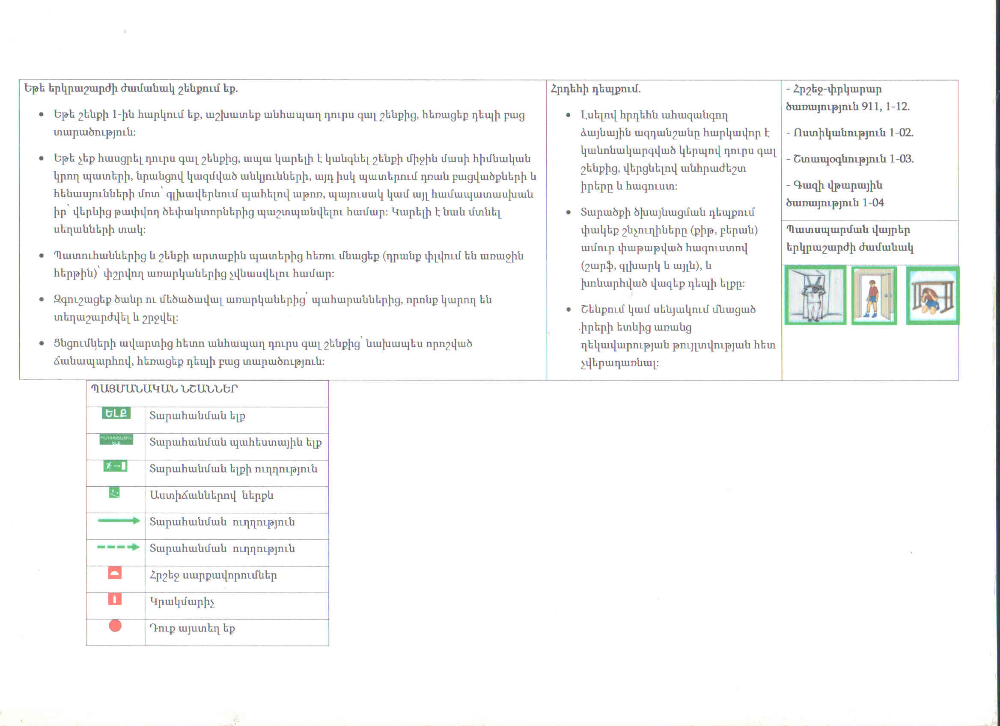 Եթե երկրաշարժի ժամանակ շենքում եք.
• Եթե շենքի 1-ին հարկում եք, աշխատեք անհապաղ դուրս գալ շենքից, հեռացեք դեպի բաց
տարածություն:
• Եթե չեք հասցրել դուրս գալ շենքից, ապա կարելի է կանգնել շենքի միջին մասի հիմնական
կրող պատերի, նրանցով կազմված անկյունների, այդ իսկ պատերում դռան բացվածքների և
հենասյունների մոտ՝ գլխավերևում պահելով աթոռ, պայուսակ կամ այլ համապատասխան
իր՝ վերևից թափվող ծեփակտորներից պաշտպանվելու համար: Կարելի է նաև մտնել
սեղանների տակ:
• Պատուհաններից և շենքի արտաքին պատերից հեռու մնացեք (դրանք փլվում են առաջին
հերթին)՝ փշրվող առարկաներից չվնասվելու համար:
• Զգուշացեք ծանր ու մեծածավալ առարկաներից՝ պահարաններից, որոնք կարող են
տեղաշարժվել և շրջվել:
• Ցնցումների ավարտից հետո անհապաղ դուրս գալ շենքից՝ նախապես որոշված
ճանապարհով, հեռացեք դեպի բաց տարածություն:
Հրդեհի դեպքում.
• Լսելով հրդեհն ահազանգող
ձայնային ազդանշանը հարկավոր է
կանոնակարգված կերպով դուրս գալ
շենքից, վերցնելով անհրաժեշտ
իրերը և հագուստ:
• Տարածքի ծխայնացման դեպքում
փակեք շնչուղիները (քիթ, բերան)
ամուր փաթաթված հագուստով
(շարֆ, գլխարկ և այլն), և
խոնարհված վազեք դեպի ելքը:
• Շենքում կամ սենյակում մնացած
իրերի ետևից առանց
ղեկավարության թույլտվության հետ
չվերադառնալ:
- Հրշեջ-փրկարար
ծառայություն 911, 1-12.
- Ոստիկանություն 1-02.
- Շտապօգնություն 1-03.
- Գազի վթարային
ծառայություն 1-04
Պատսպարման վայրեր
երկրաշարժի ժամանակ
ՊԱՅՄԱՆԱԿԱՆ ՆՇԱՆՆԵՐ
ԵԼՔ Տարահանման ելք
ԵԼՔ Տարահանման պահեստային ելք
Տարահանման ելքի ուղղություն
Աստիճաններով ներքև
Տարահանման ուղղություն
Տարահանման ուղղություն
Հրշեջ սարքավորումներ
Կրակմարիչ
Դուք այստեղ եք